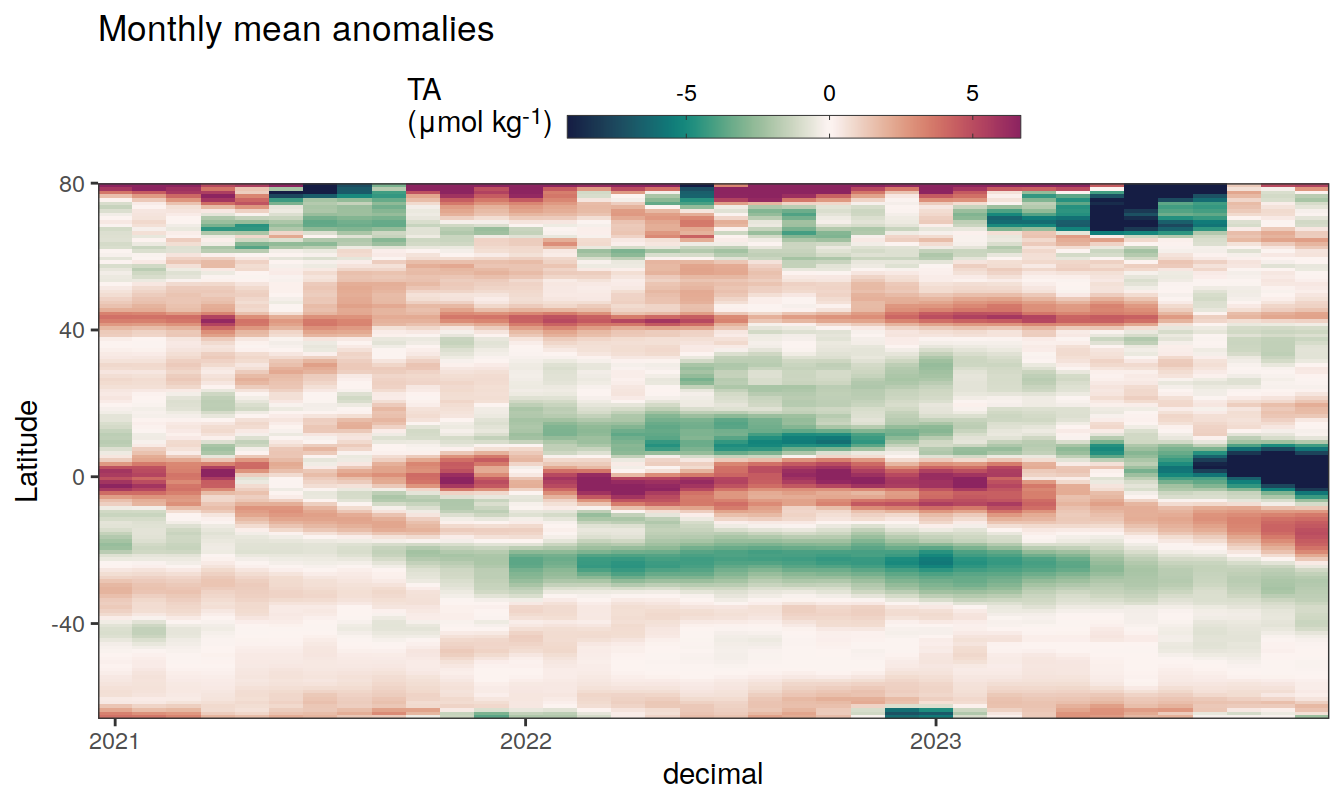 Monthly mean anomalies
TA
(μmol kg⁻¹)
-5 0 5
80
40
0
-40
Latitude
2021 2022 2023
decimal